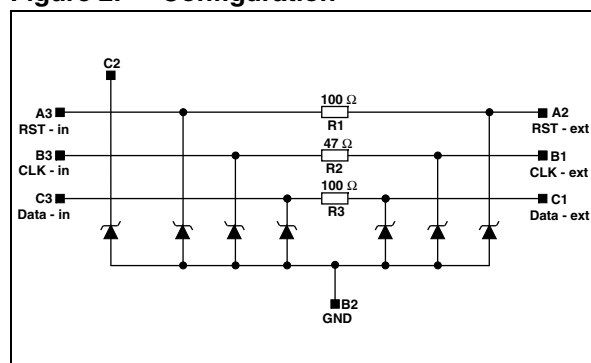 Figure 2. Configuration
C2
100 Ω
A3
A2
RST - in
R1
RST - ext
47 Ω
B3
B1
CLK - in
R2
CLK - ext
100 Ω
C3
C1
Data - in
R3
Data - ext
B2
GND